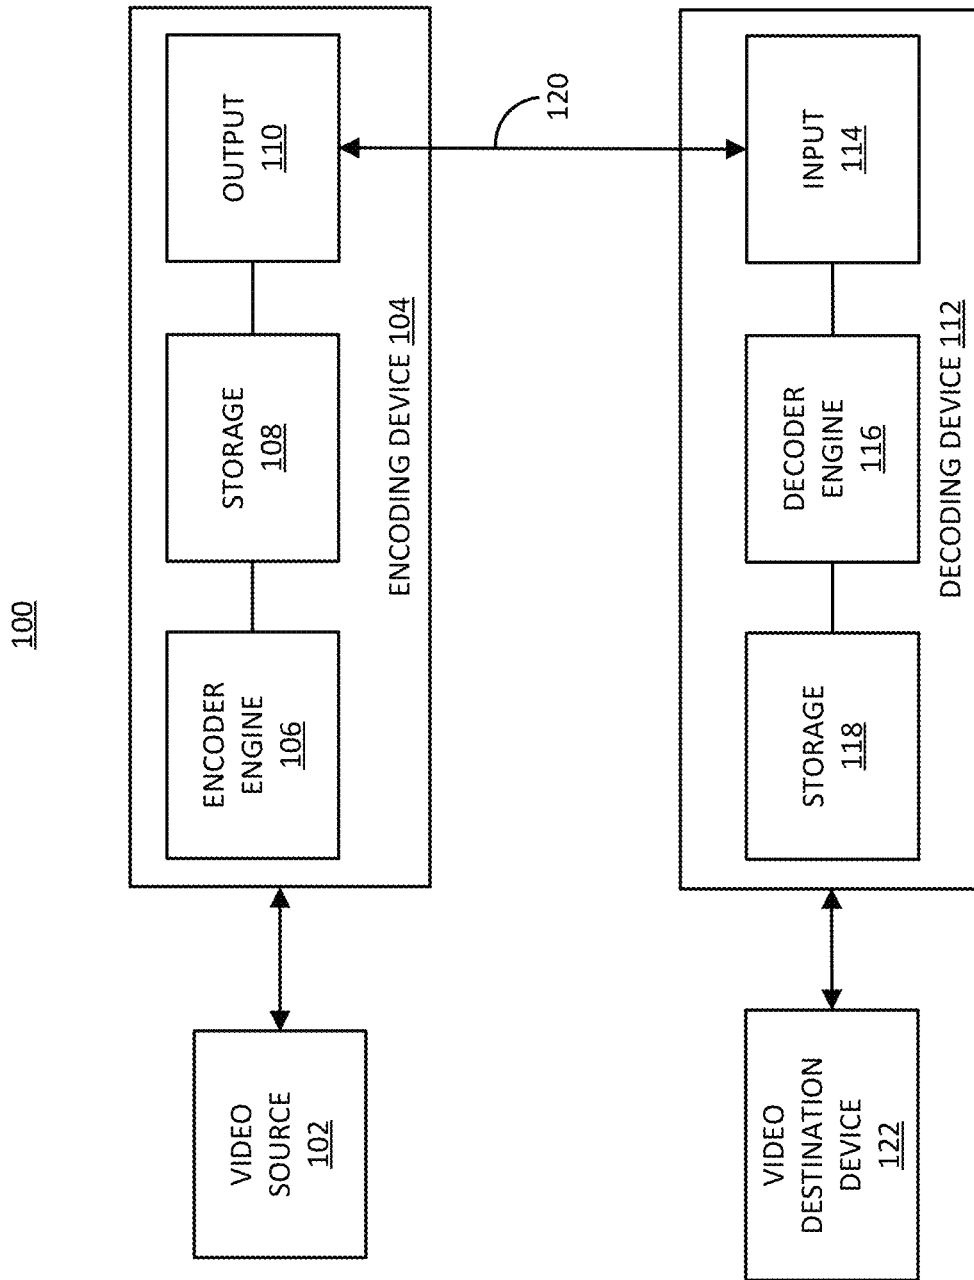 100
VIDEO
SOURCE
102
ENCODER
ENGINE
106
STORAGE
108
OUTPUT
110
ENCODING DEVICE 104
120
VIDEO
DESTINATION
DEVICE
122
STORAGE
118
DECODER
ENGINE
116
INPUT
114
DECODING DEVICE 112